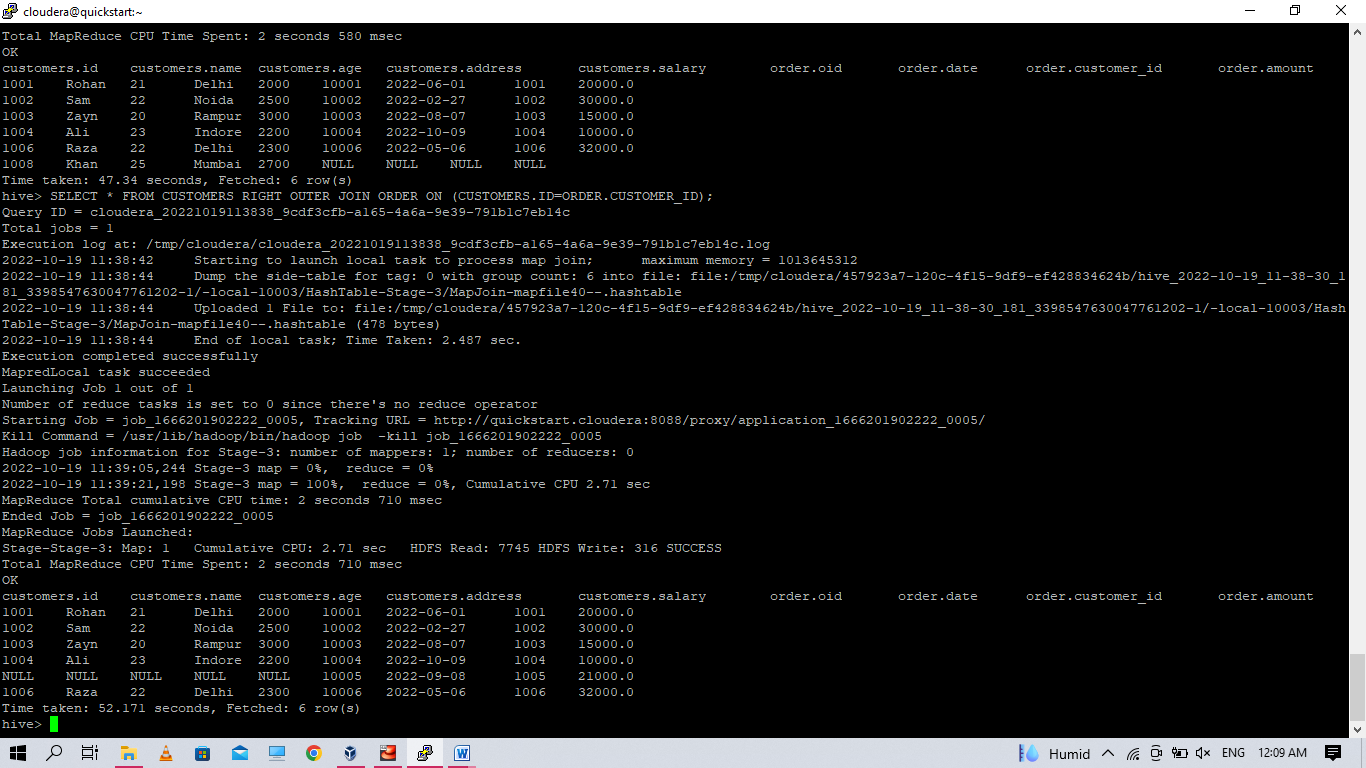 cloudera@quickstart:~
Total MapReduce CPU Time Spent: 2 seconds 580 msec
OK
customers.id customers.name customers.age customers.address customers.salary order.oid order.date order.customer_id order.amount
1001 Rohan 21 Delhi 2000 10001 2022-06-01 1001 20000.0
1002 Sam 22 Noida 2500 10002 2022-02-27 1002 30000.0
1003 Zayn 20 Rampur 3000 10003 2022-08-07 1003 15000.0
1004 Ali 23 Indore 2200 10004 2022-10-09 1004 10000.0
1006 Raza 22 Delhi 2300 10006 2022-05-06 1006 32000.0
1008 Khan 25 Mumbai 2700 NULL NULL NULL NULL
Time taken: 47.34 seconds, Fetched: 6 row(s)
hive> SELECT * FROM CUSTOMERS RIGHT OUTER JOIN ORDER ON (CUSTOMERS.ID=ORDER.CUSTOMER_ID);
Query ID = cloudera_20221019113838_9cdf3cfb-a165-4a6a-9e39-791b1c7eb14c
Total jobs = 1
Execution log at: /tmp/cloudera/cloudera_20221019113838_9cdf3cfb-a165-4a6a-9e39-791b1c7eb14c.log
2022-10-19 11:38:42 Starting to launch local task to process map join; maximum memory = 1013645312
2022-10-19 11:38:44 Dump the side-table for tag: 0 with group count: 6 into file: file:/tmp/cloudera/457923a7-120c-4f15-9df9-ef428834624b/hive_2022-10-19_11-38-30_1
81_3398547630047761202-1/-local-10003/HashTable-Stage-3/MapJoin-mapfile40--.hashtable
2022-10-19 11:38:44 Uploaded 1 File to: file:/tmp/cloudera/457923a7-120c-4f15-9df9-ef428834624b/hive_2022-10-19_11-38-30_181_3398547630047761202-1/-local-10003/Hash
Table-Stage-3/MapJoin-mapfile40--.hashtable (478 bytes)
2022-10-19 11:38:44 End of local task; Time Taken: 2.487 sec.
Execution completed successfully
MapredLocal task succeeded
Launching Job 1 out of 1
Number of reduce tasks is set to 0 since there's no reduce operator
Starting Job = job_1666201902222_0005, Tracking URL = http://quickstart.cloudera:8088/proxy/application_1666201902222_0005/
Kill Command = /usr/lib/hadoop/bin/hadoop job -kill job_1666201902222_0005
Hadoop job information for Stage-3: number of mappers: 1; number of reducers: 0
2022-10-19 11:39:05,244 Stage-3 map = 0%, reduce = 0%
2022-10-19 11:39:21,198 Stage-3 map = 100%, reduce = 0%, Cumulative CPU 2.71 sec
MapReduce Total cumulative CPU time: 2 seconds 710 msec
Ended Job = job_1666201902222_0005
MapReduce Jobs Launched:
Stage-Stage-3: Map: 1 Cumulative CPU: 2.71 sec HDFS Read: 7745 HDFS Write: 316 SUCCESS
Total MapReduce CPU Time Spent: 2 seconds 710 msec
OK
customers.id customers.name customers.age customers.address customers.salary order.oid order.date order.customer_id order.amount
1001 Rohan 21 Delhi 2000 10001 2022-06-01 1001 20000.0
1002 Sam 22 Noida 2500 10002 2022-02-27 1002 30000.0
1003 Zayn 20 Rampur 3000 10003 2022-08-07 1003 15000.0
1004 Ali 23 Indore 2200 10004 2022-10-09 1004 10000.0
NULL NULL NULL NULL NULL 10005 2022-09-08 1005 21000.0
1006 Raza 22 Delhi 2300 10006 2022-05-06 1006 32000.0
Time taken: 52.171 seconds, Fetched: 6 row(s)
hive>
Humid ENG 12:09 AM